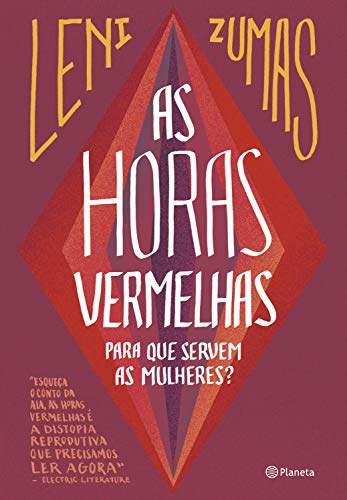 LENI ZUMAS
AS
HORAS
VERMELHAS
PARA QUE SERVEM
AS MULHERES?
"ESQUEÇA
O CONTO DA
AIA, AS HORAS
VERMELHAS É
A DISTOPIA
REPRODUTIVA
QUE PRECISAMOS
LER AGORA"
– ELECTRIC LITERATURE
Planeta